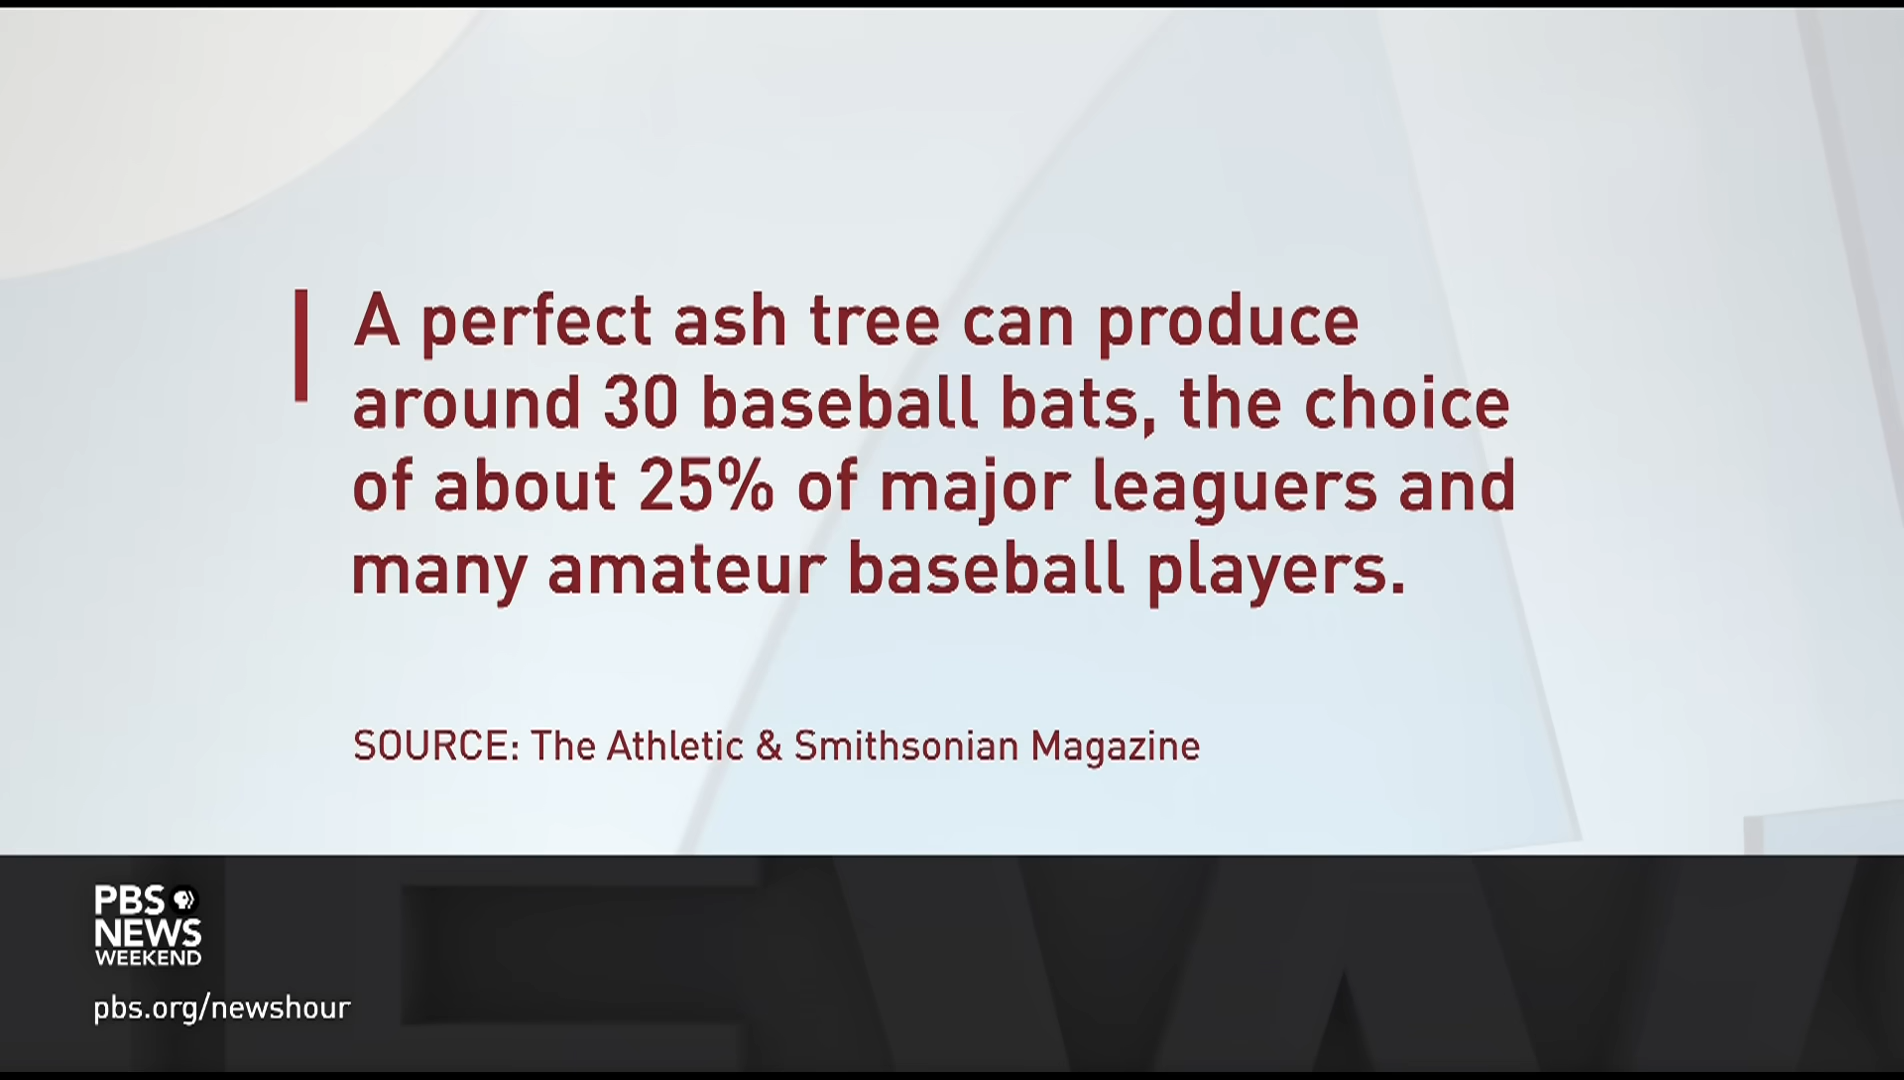 A perfect ash tree can produce
around 30 baseball bats, the choice
of about 25% of major leaguers and
many amateur baseball players.
SOURCE: The Athletic & Smithsonian Magazine
PBS
NEWS
WEEKEND
pbs.org/newshour